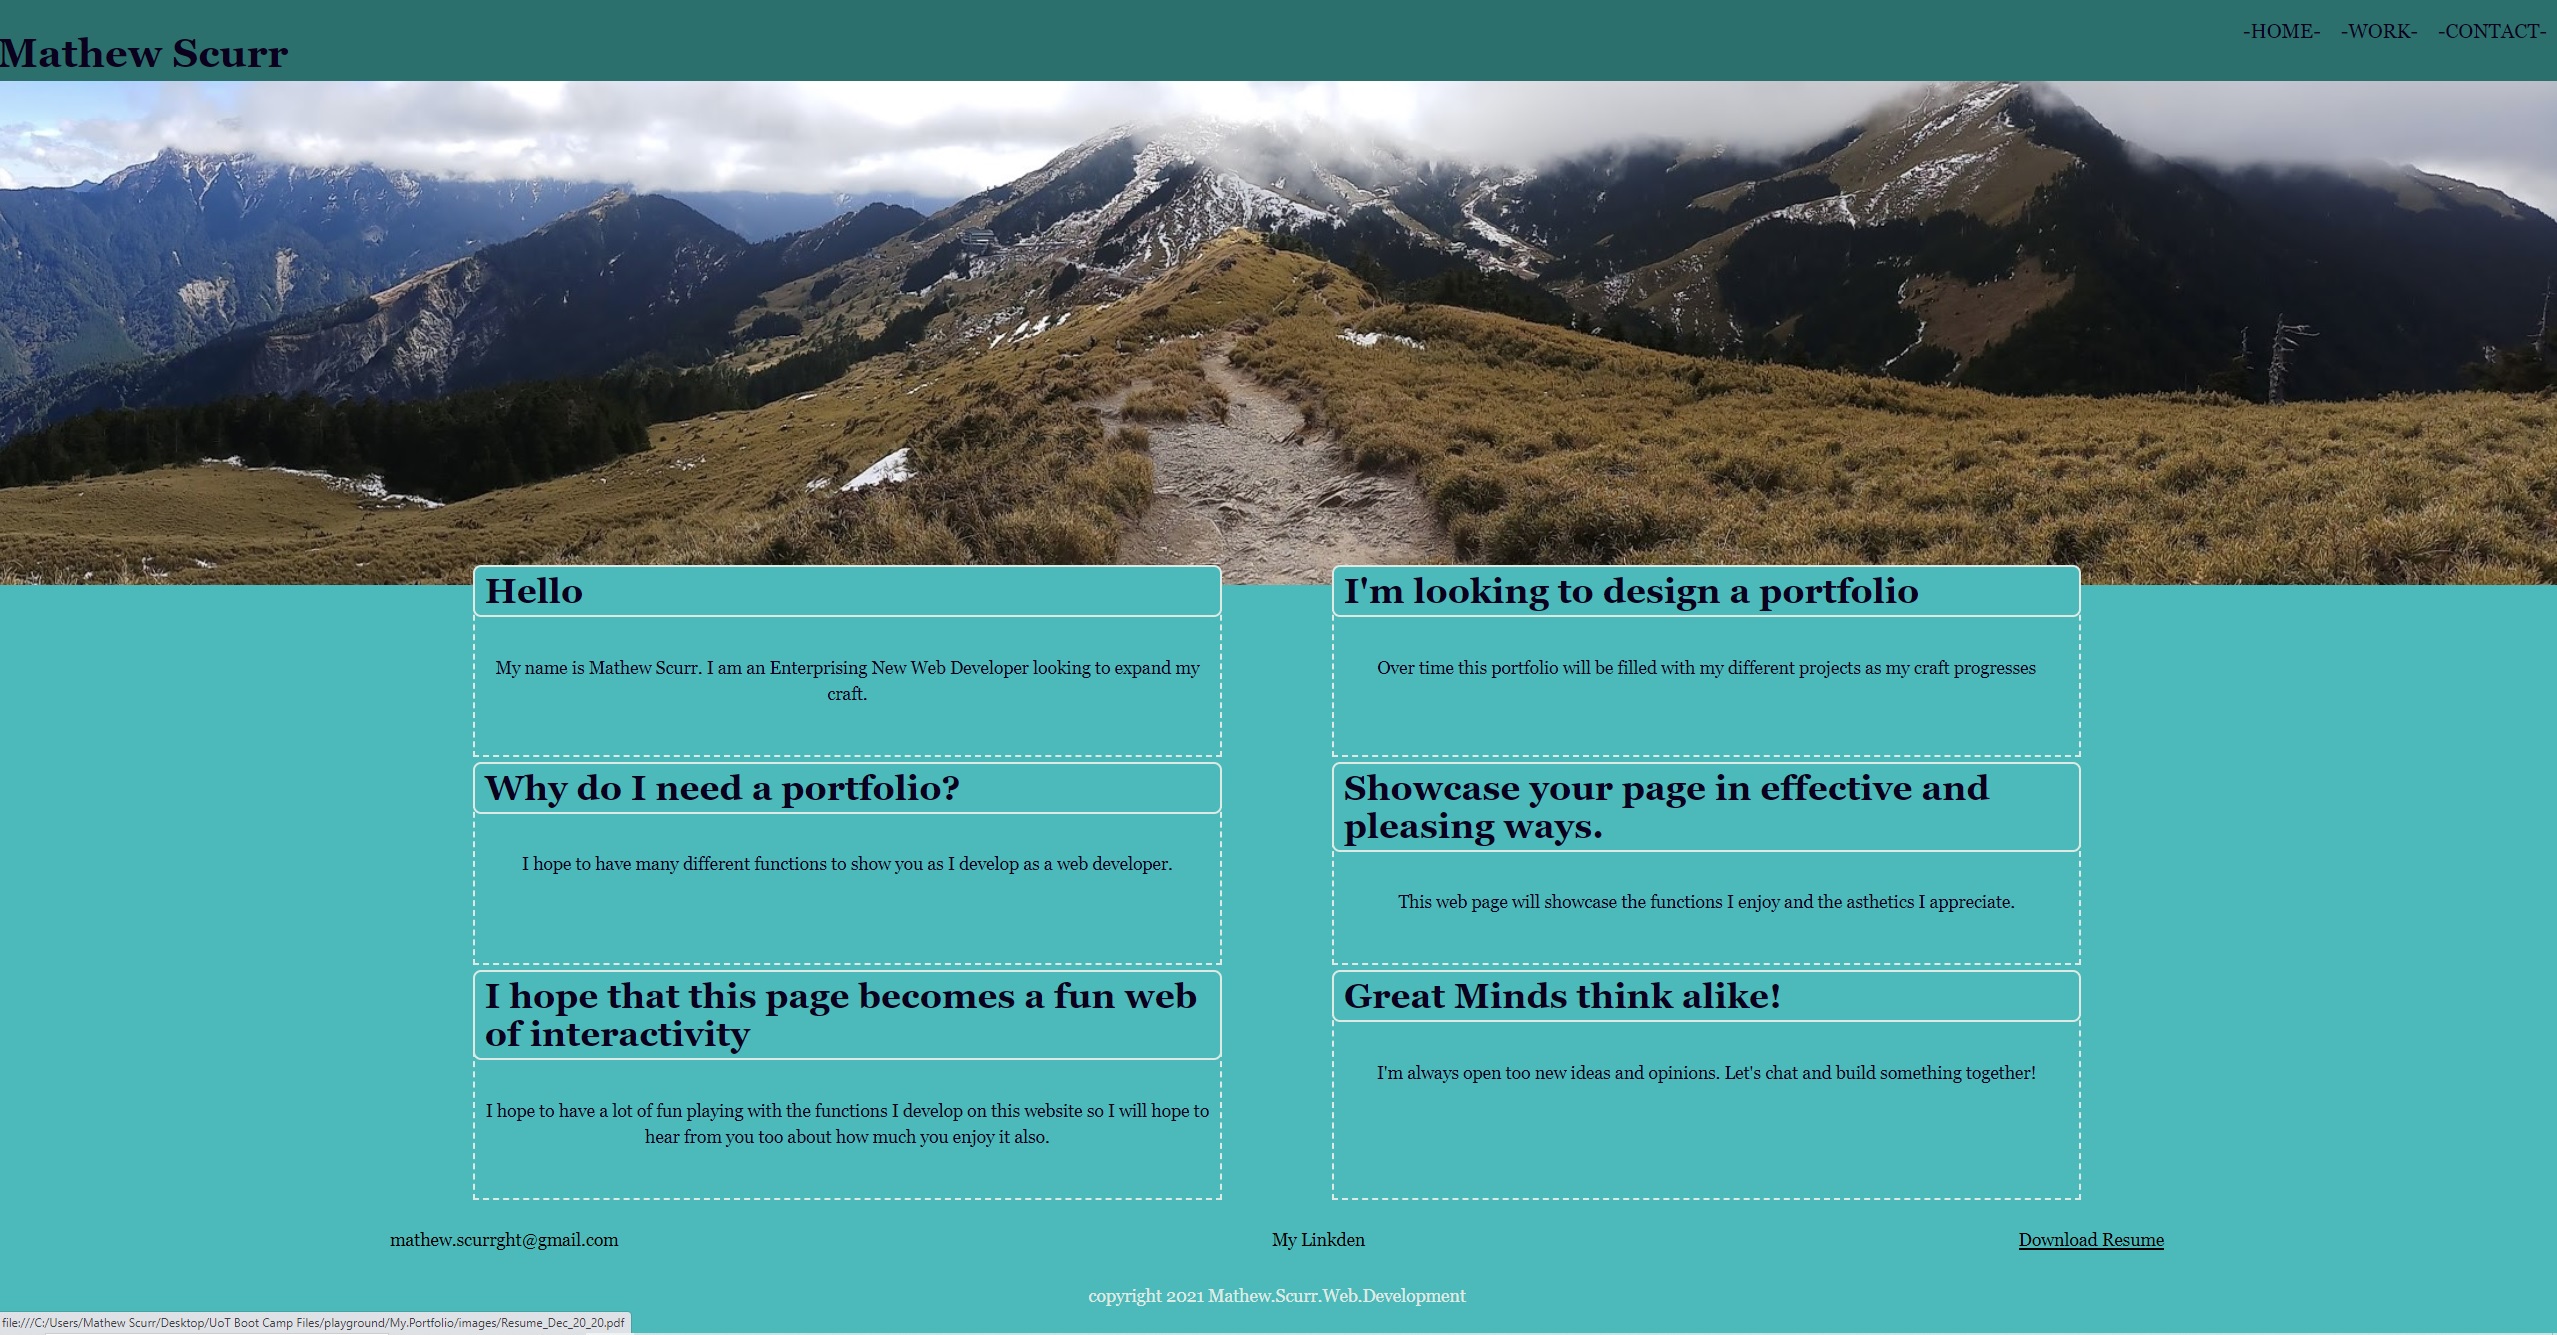 Mathew Scurr
-HOME- -WORK- -CONTACT-
Hello
My name is Mathew Scurr. I am an Enterprising New Web Developer looking to expand my
craft.
I'm looking to design a portfolio
Over time this portfolio will be filled with my different projects as my craft progresses
Why do I need a portfolio?
I hope to have many different functions to show you as I develop as a web developer.
Showcase your page in effective and
pleasing ways.
This web page will showcase the functions I enjoy and the asthetics I appreciate.
I hope that this page becomes a fun web
of interactivity
I hope to have a lot of fun playing with the functions I develop on this website so I will hope to
hear from you too about how much you enjoy it also.
Great Minds think alike!
I'm always open too new ideas and opinions. Let's chat and build something together!
mathew.scurrght@gmail.com
My Linkden
Download Resume
copyright 2021 Mathew.Scurr.Web.Development
file:///C:/Users/Mathew Scurr/Desktop/UoT Boot Camp Files/playground/My.Portfolio/images/Resume_Dec_20_20.pdf